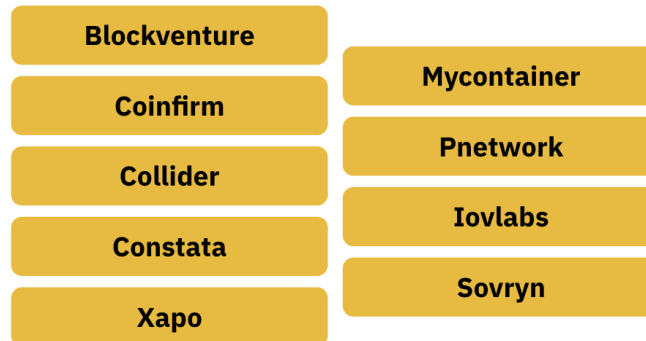 Blockventure
Coinfirm
Collider
Constata
Xapo
Mycontainer
Pnetwork
Iovlabs
Sovryn